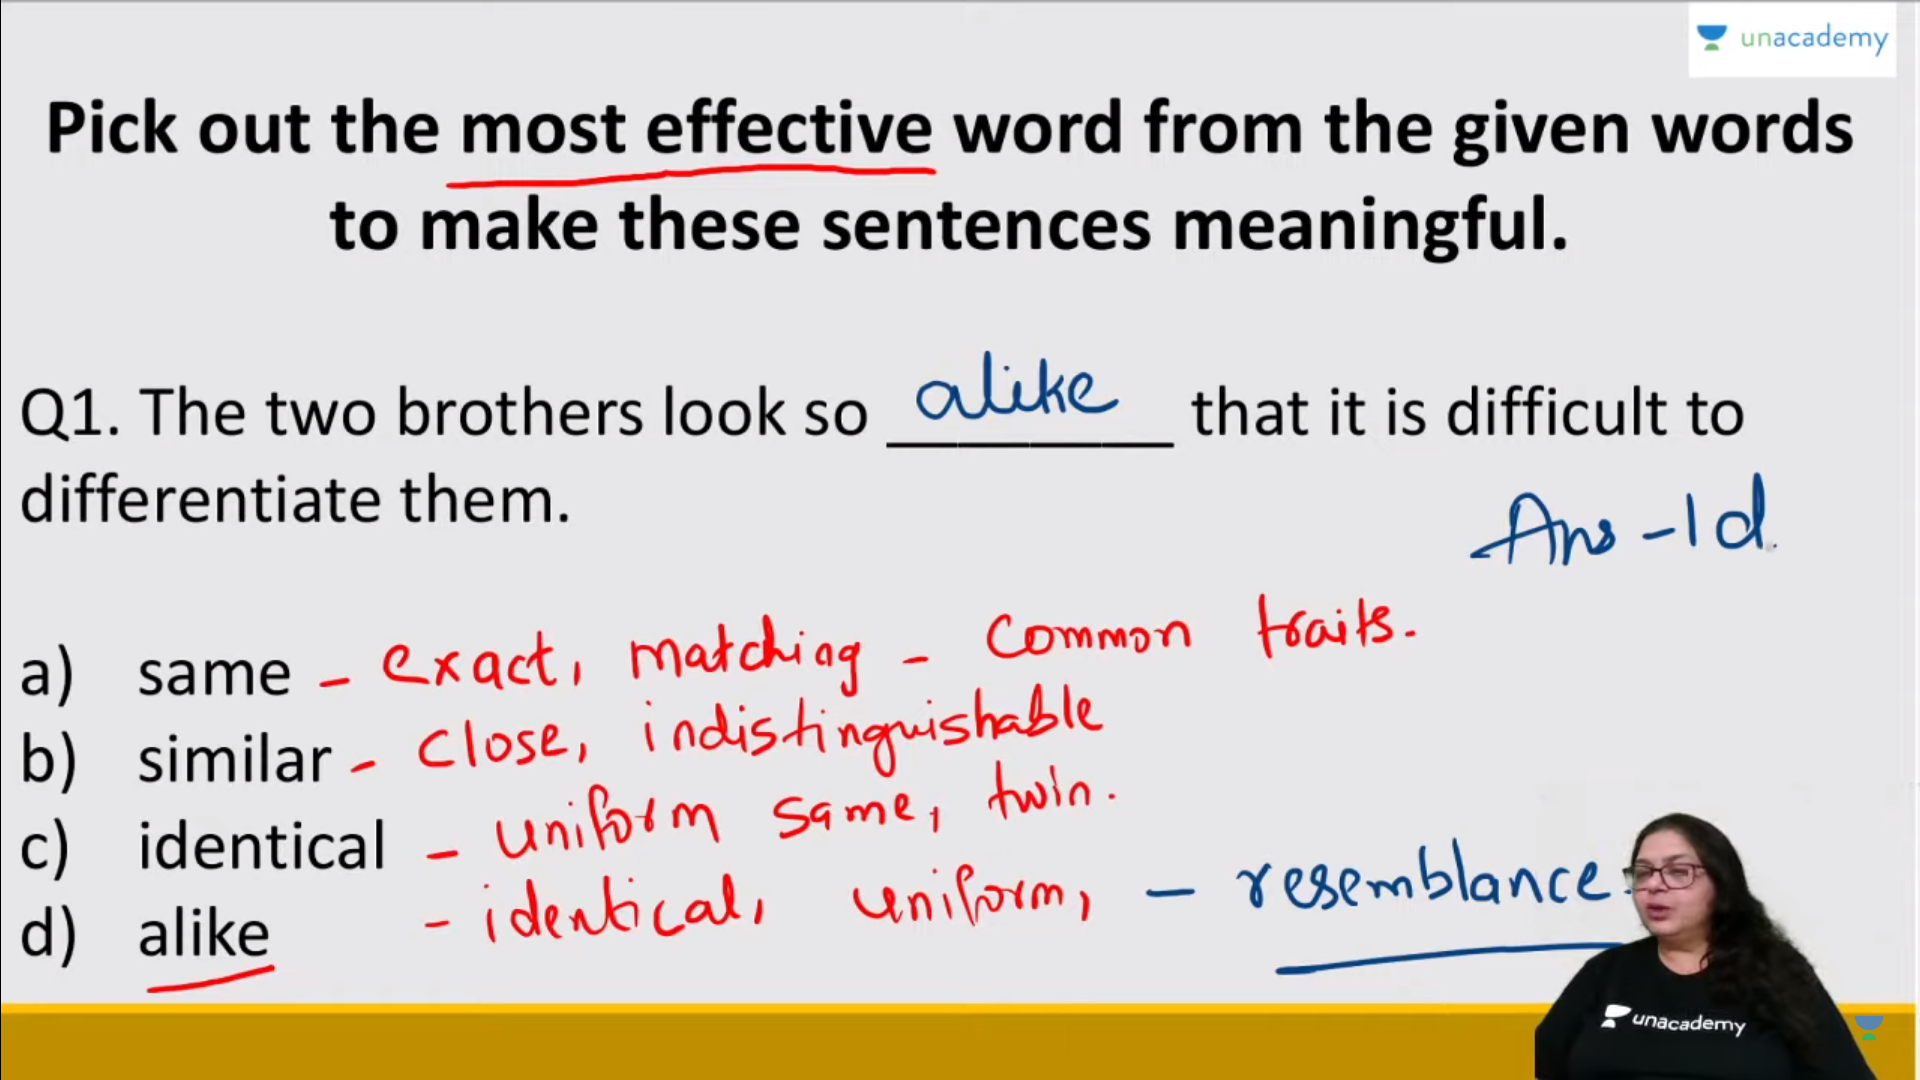 unacademy
Pick out the most effective word from the given words
to make these sentences meaningful.
Q1. The two brothers look so alike that it is difficult to
differentiate them.
Ans - 1 d.
a) same - exact, matching - common traits.
b) similar - close, indistinguishable
c) identical - uniform same, twin.
d) alike - identical, uniform, - resemblance.
unacademy